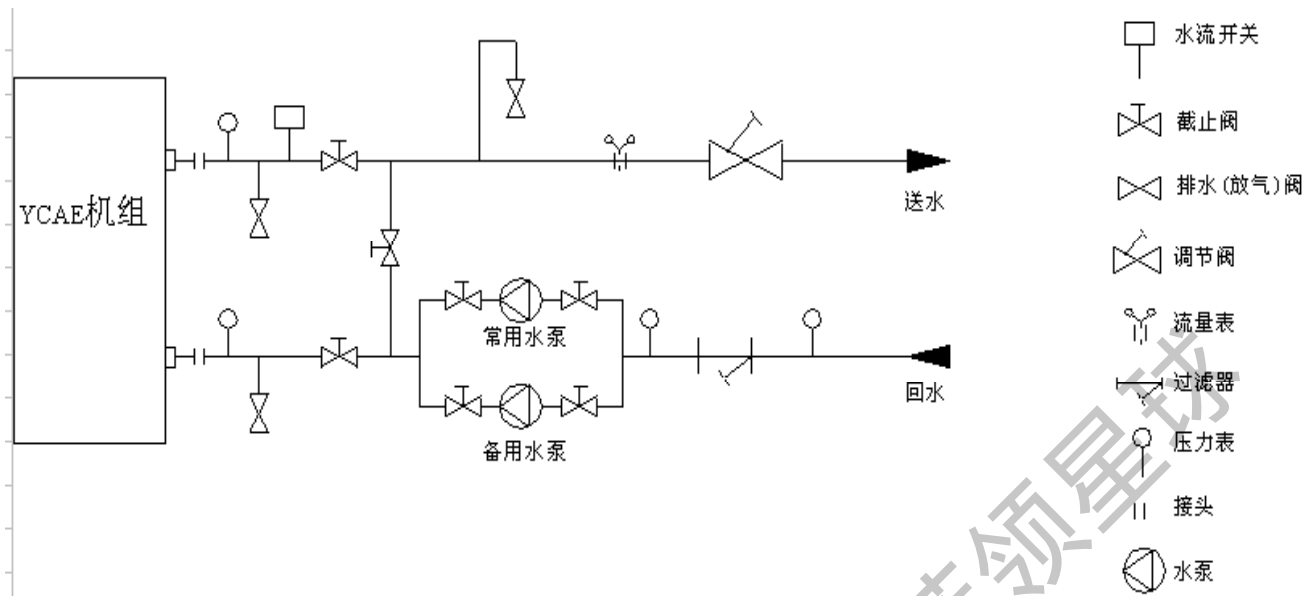 水流开关
截止阀
YCAE机组
送水
排水(放气)阀
调节阀
常用水泵
流量表
回水
过滤器
备用水泵
压力表
接头
水泵
领星球